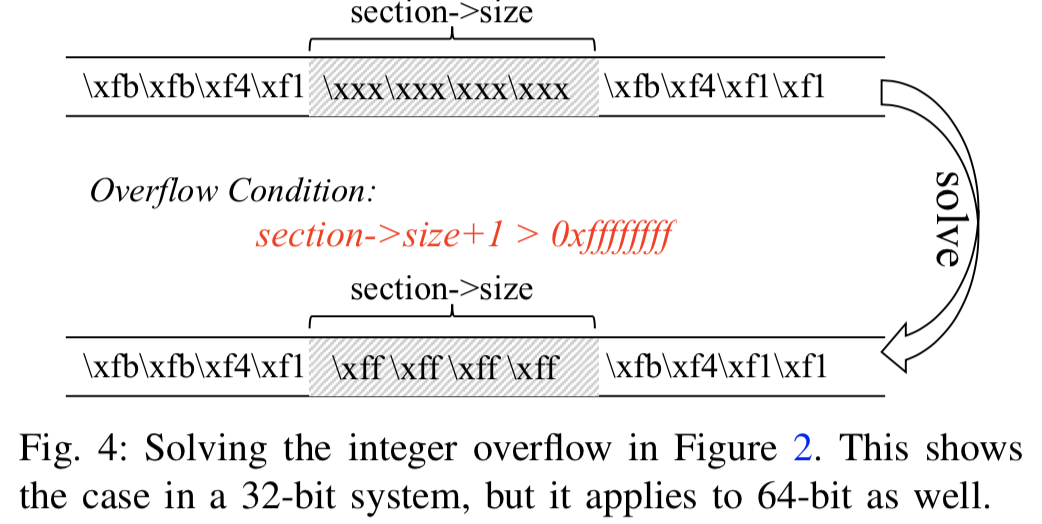 section->size
\xfb\xfb\xf4\xf1 \xxx\xxx\xxx\xxx \xfb\xf4\xf1\xf1
Overflow Condition:
section->size+1 > 0xffffffff
solve
section->size
\xfb\xfb\xf4\xf1 \xff\xff\xff\xff \xfb\xf4\xf1\xf1
Fig. 4: Solving the integer overflow in Figure 2. This shows
the case in a 32-bit system, but it applies to 64-bit as well.